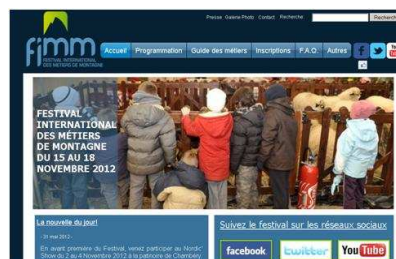 Presse Galerie Photo Contact Recherche: Recherche
fimm
FESTIVAL INTERNATIONAL
DES MÉTIERS DE MONTAGNE
Accueil Programmation Guide des métiers Inscriptions F.A.Q. Autres
FESTIVAL
INTERNATIONAL
DES MÉTIERS
DE MONTAGNE
DU 15 AU 18
NOVEMBRE 2012
La nouvelle du jour!
- 31 mai 2012 -
En avant première du Festival, venez participer au Nordic
Show du 2 au 4 Novembre 2012 à la patinoire de Chambéry
Suivez le festival sur les réseaux sociaux
facebook twitter YouTube